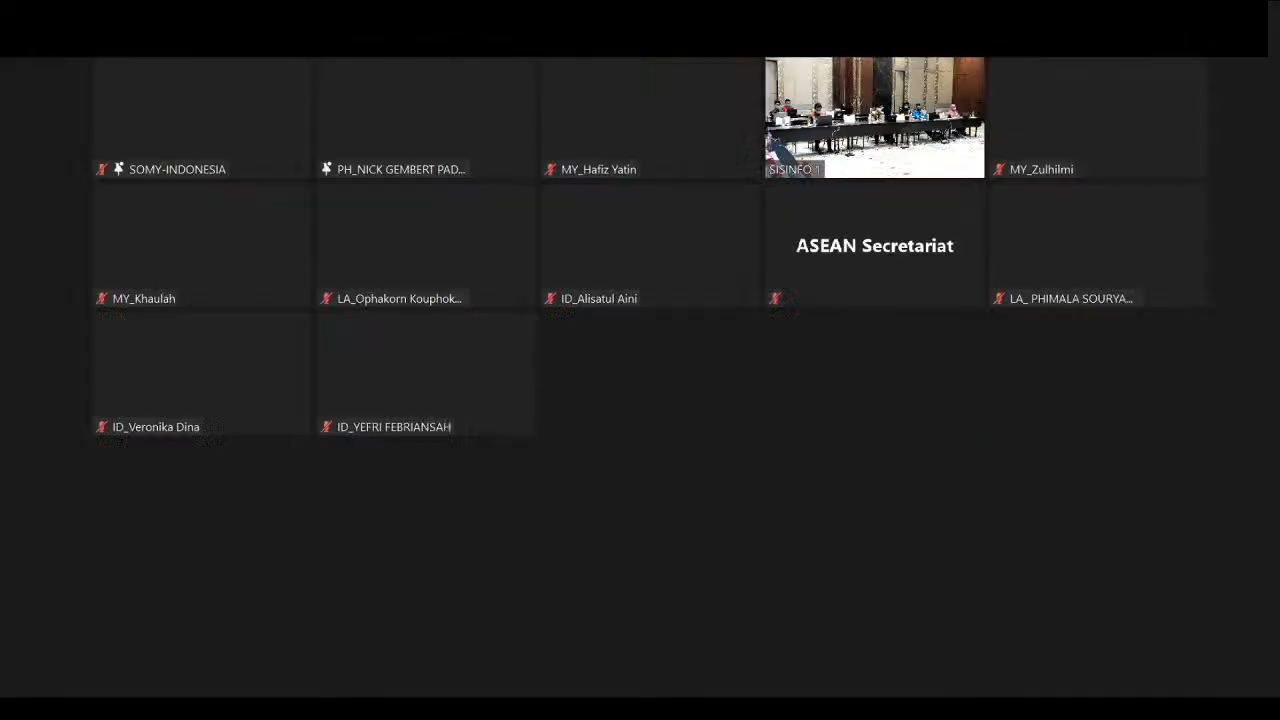 SOMY-INDONESIA
PH_NICK GEMBERT PAD...
MY_Hafiz Yatin
SISINFO 1
MY_Zulhilmi
MY_Khaulah
LA_Ophakorn Kouphok...
ID_Alisatul Aini
ASEAN Secretariat
LA_ PHIMALA SOURYA...
ID_Veronika Dina
ID_YEFRI FEBRIANSAH